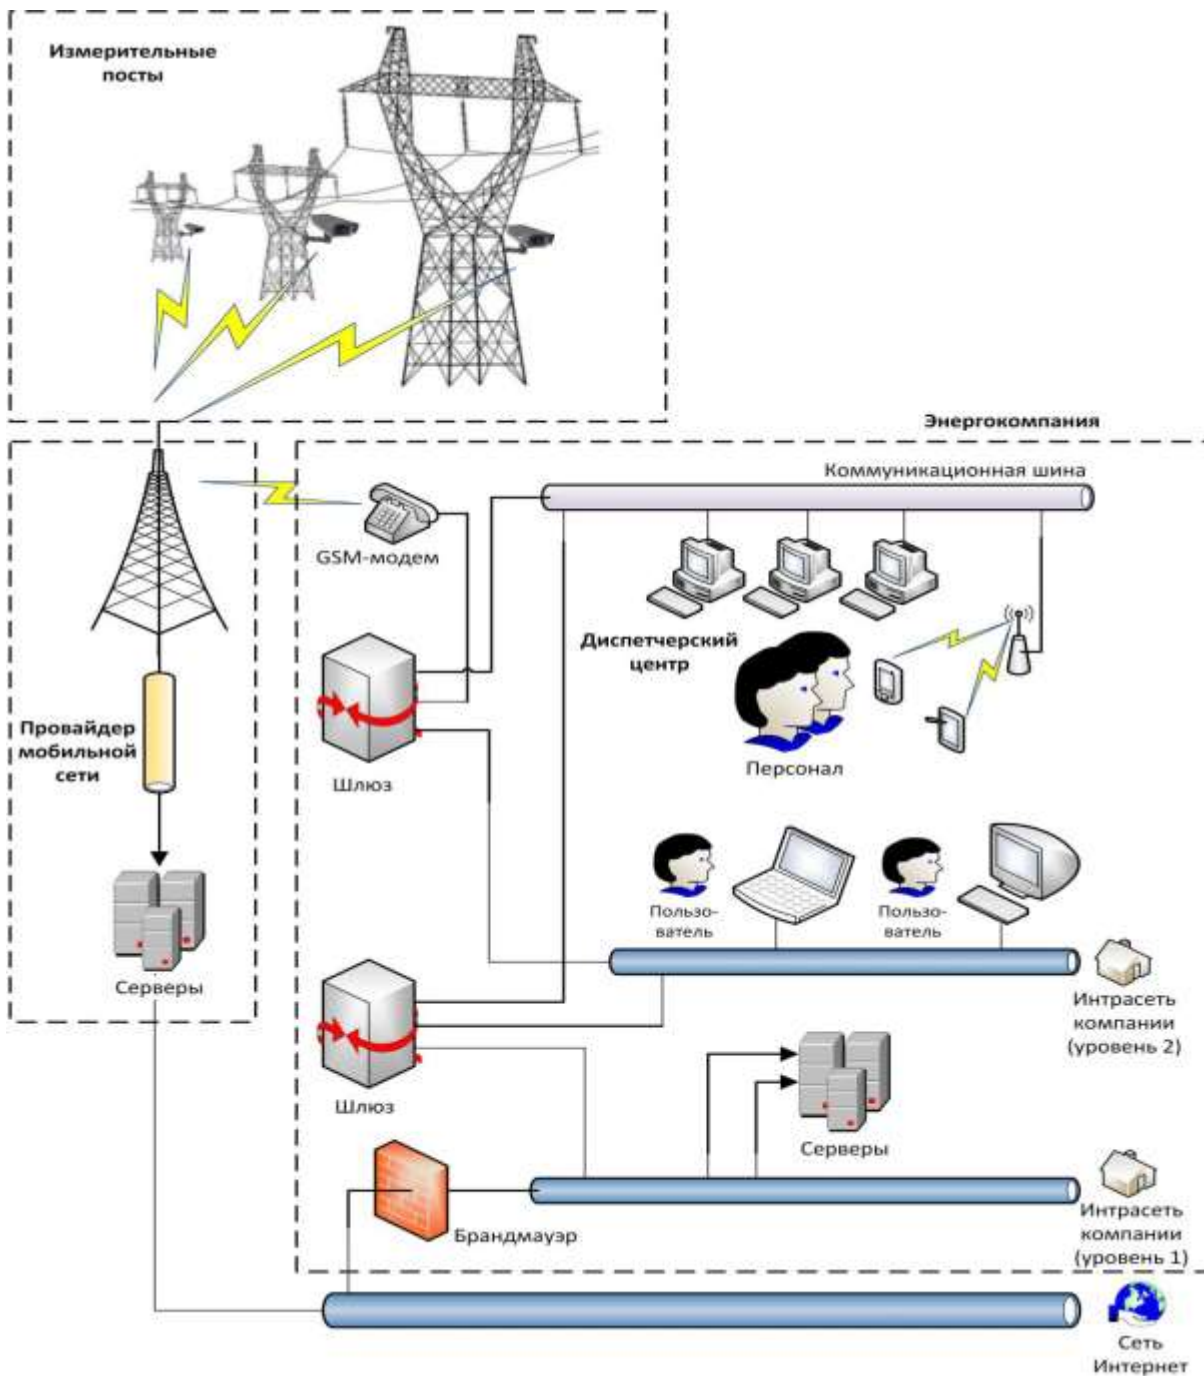 Измерительные
посты
Энергокомпания
Коммуникационная шина
GSM-модем
Диспетчерский
центр
Провайдер
мобильной
сети
Шлюз
Персонал
Пользо-
ватель
Пользо-
ватель
Серверы
Интрасеть
компании
(уровень 2)
Шлюз
Серверы
Брандмауэр
Интрасеть
компании
(уровень 1)
Сеть
Интернет